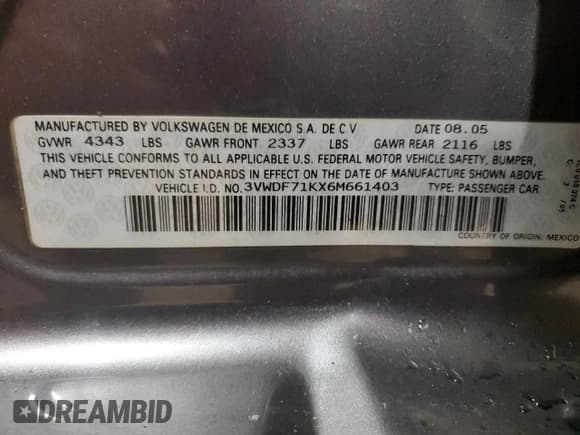 MANUFACTURED BY VOLKSWAGEN DE MEXICO S.A. DE C V DATE 08.05
GVWR 4343 LBS GAWR FRONT 2337 LBS GAWR REAR 2116 LBS
THIS VEHICLE CONFORMS TO ALL APPLICABLE U.S. FEDERAL MOTOR VEHICLE SAFETY, BUMPER,
AND THEFT PREVENTION STANDARDS IN EFFECT ON THE DATE OF MANUFACTURE SHOWN ABOVE.
VEHICLE I.D. NO. 3VWDF71KX6M661403 TYPE: PASSENGER CAR
COUNTRY OF ORIGIN: MEXICO
DREAMBID